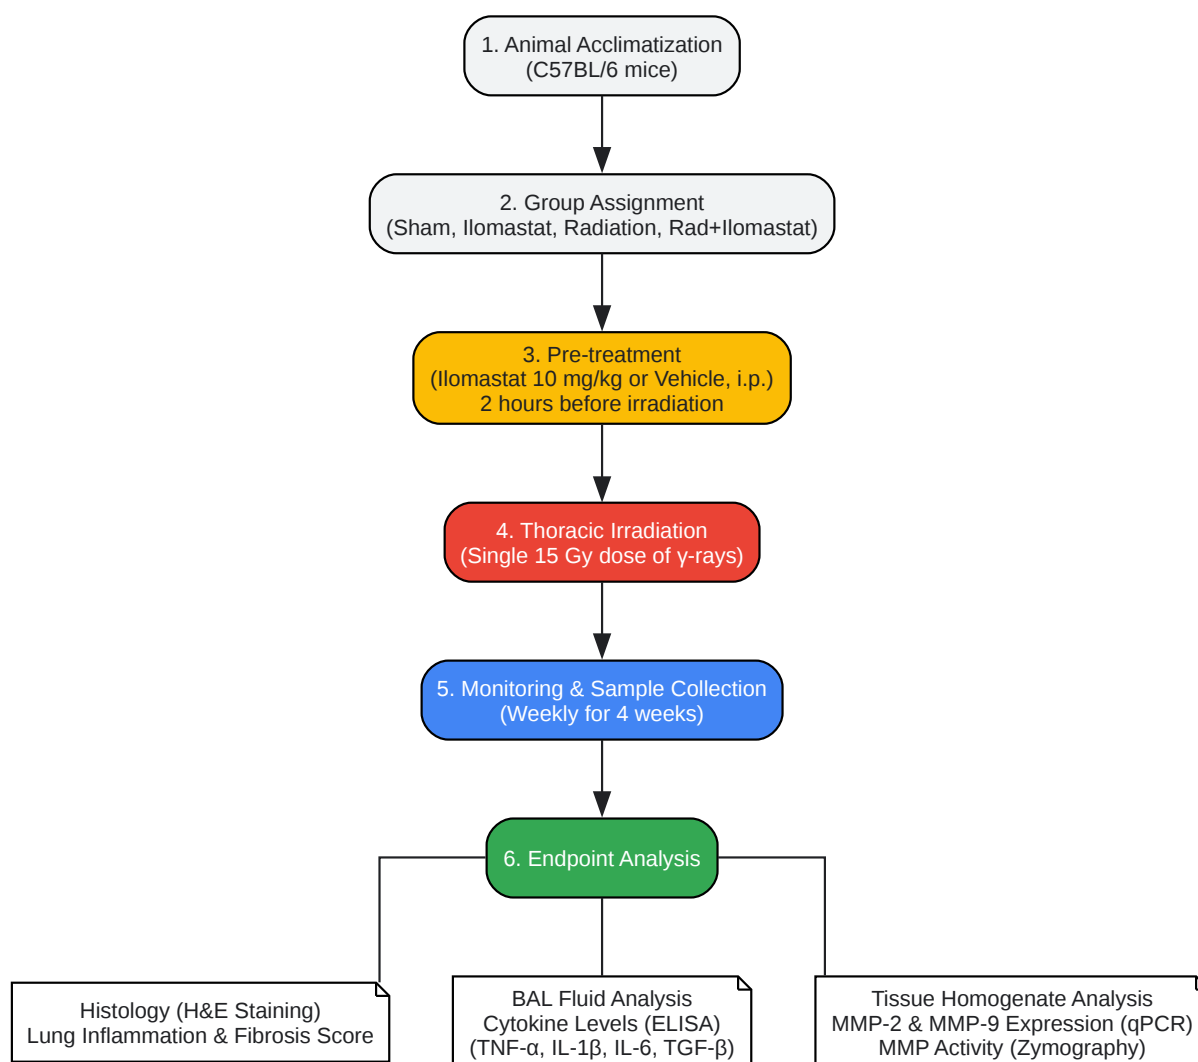 1. Animal Acclimatization
(C57BL/6 mice)
2. Group Assignment
(Sham, Ilomastat, Radiation, Rad+Ilomastat)
3. Pre-treatment
(Ilomastat 10 mg/kg or Vehicle, i.p.)
2 hours before irradiation
4. Thoracic Irradiation
(Single 15 Gy dose of γ-rays)
5. Monitoring & Sample Collection
(Weekly for 4 weeks)
6. Endpoint Analysis
Histology (H&E Staining)
Lung Inflammation & Fibrosis Score
BAL Fluid Analysis
Cytokine Levels (ELISA)
(TNF-α, IL-1β, IL-6, TGF-β)
Tissue Homogenate Analysis
MMP-2 & MMP-9 Expression (qPCR)
MMP Activity (Zymography)